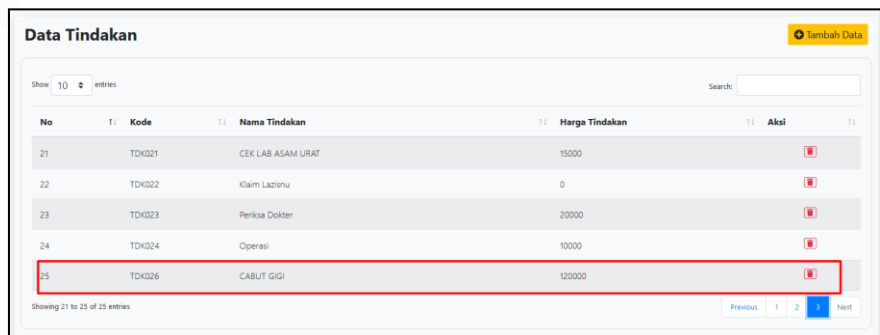 Data Tindakan
Tambah Data
Show 10 entries Search:
No Kode Nama Tindakan Harga Tindakan Aksi
21 TDK021 CEK LAB ASAM URAT 15000
22 TDK022 Klaim Lazisnu 0
23 TDK023 Periksa Dokter 20000
24 TDK024 Operasi 10000
25 TDK026 CABUT GIGI 120000
Showing 21 to 25 of 25 entries Previous 1 2 3 Next